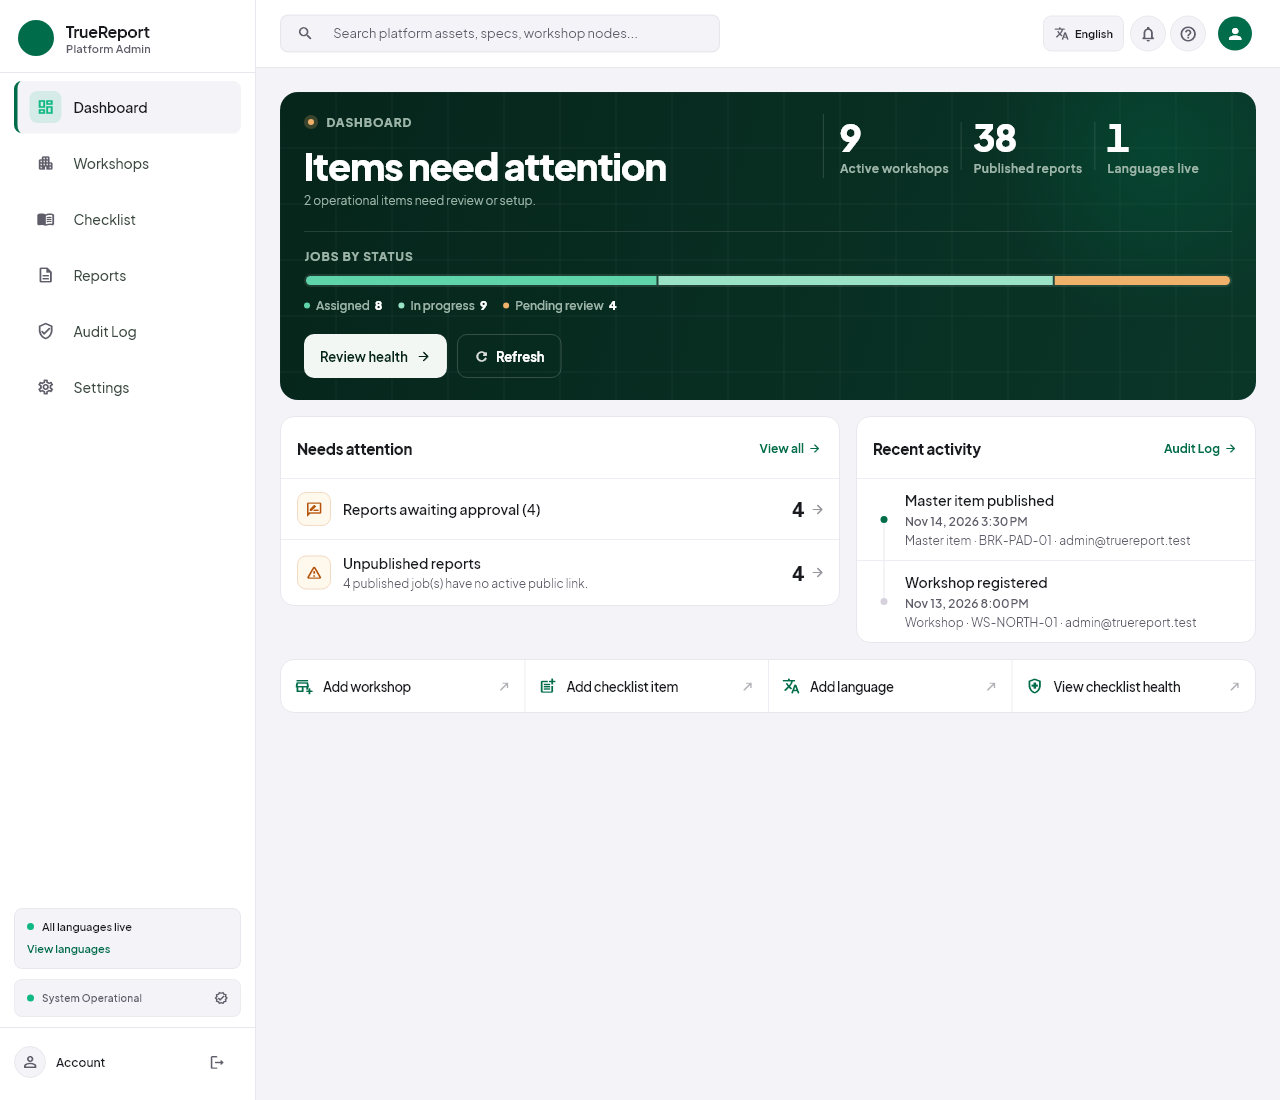 TrueReport
Platform Admin
Dashboard
Workshops
Checklist
Reports
Audit Log
Settings
All languages live
View languages
System Operational
Account
Search platform assets, specs, workshop nodes...
English
DASHBOARD
Items need attention
2 operational items need review or setup.
9
Active workshops
38
Published reports
1
Languages live
JOBS BY STATUS
Assigned 8
In progress 9
Pending review 4
Review health
Refresh
Needs attention
View all
Reports awaiting approval (4)
4
Unpublished reports
4 published job(s) have no active public link.
4
Recent activity
Audit Log
Master item published
Nov 14, 2026 3:30 PM
Master item · BRK-PAD-01 · admin@truereport.test
Workshop registered
Nov 13, 2026 8:00 PM
Workshop · WS-NORTH-01 · admin@truereport.test
Add workshop
Add checklist item
Add language
View checklist health